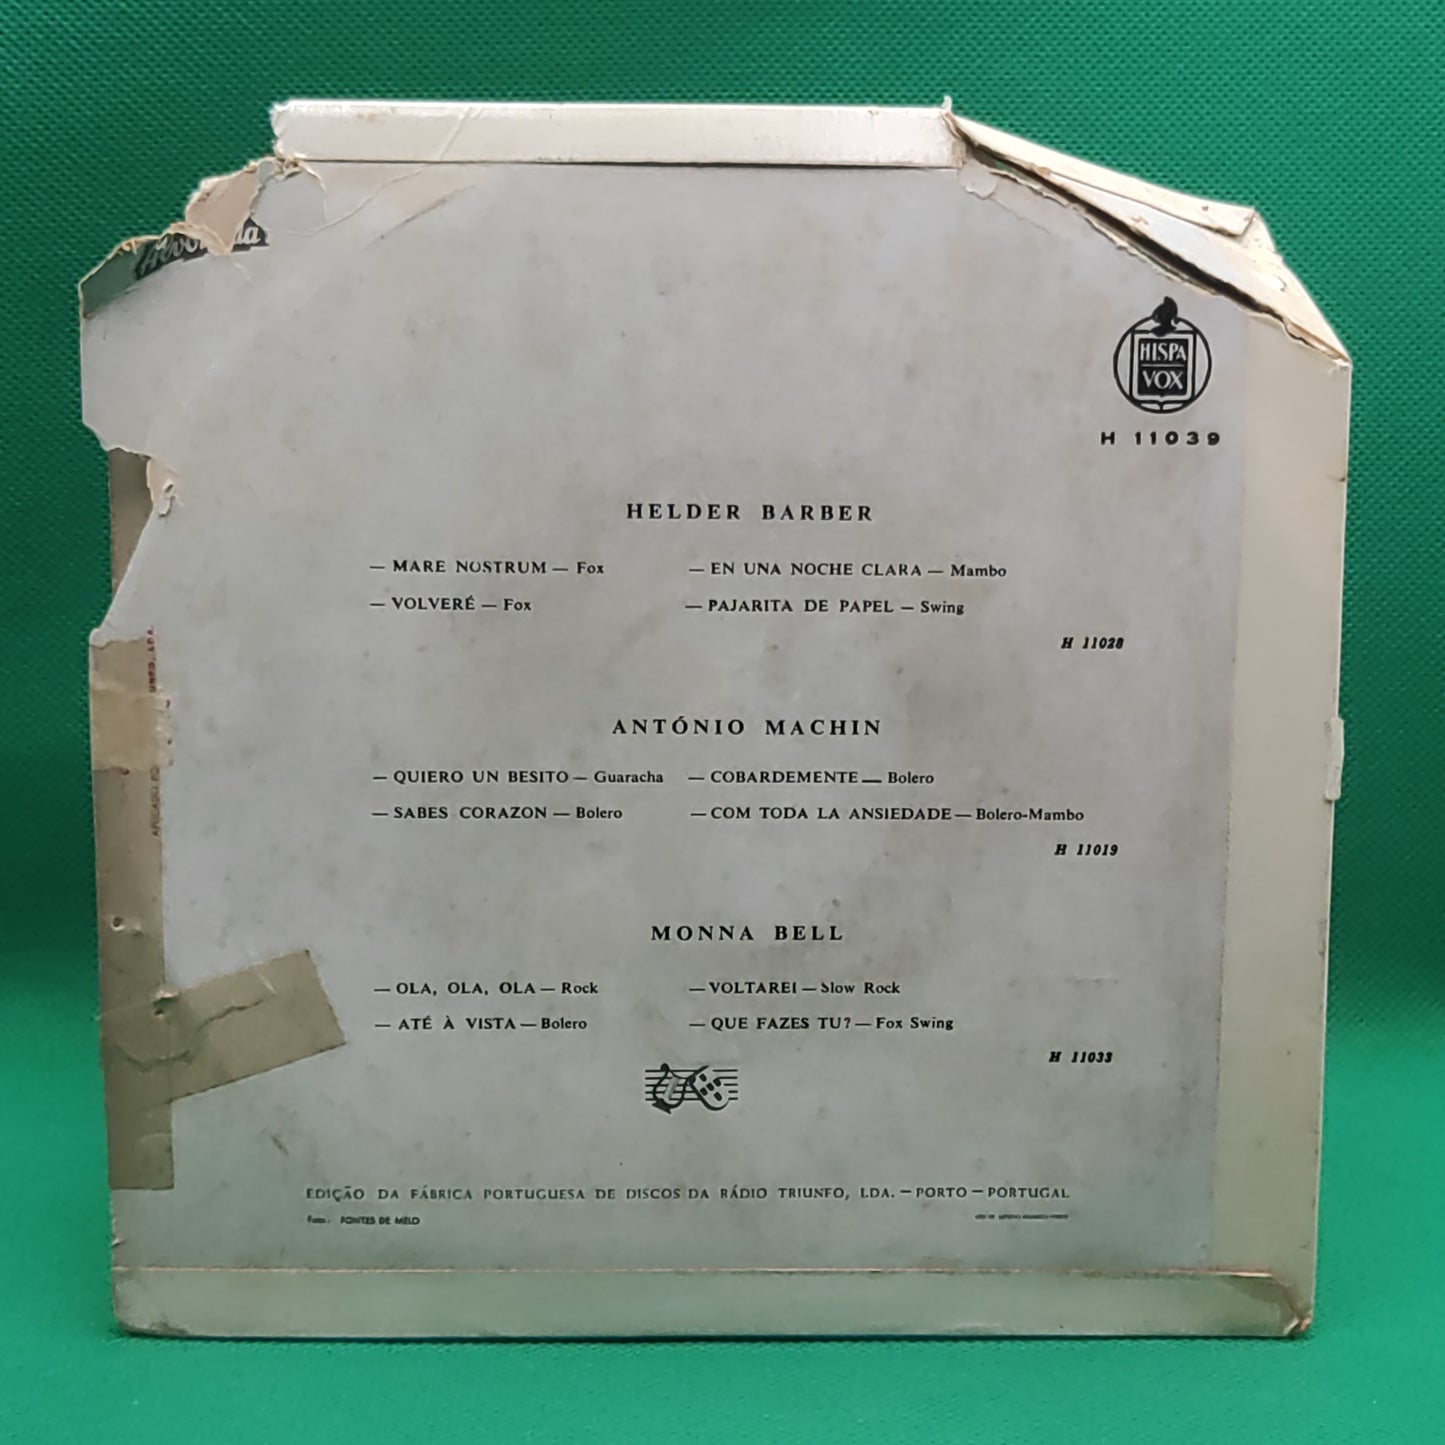 HISPA
VOX
H 11039
HELDER BARBER
— MARE NOSTRUM — Fox — EN UNA NOCHE CLARA — Mambo
— VOLVERÉ — Fox — PAJARITA DE PAPEL — Swing
H 11028
ANTÓNIO MACHIN
— QUIERO UN BESITO — Guaracha — COBARDEMENTE — Bolero
— SABES CORAZON — Bolero — COM TODA LA ANSIEDADE — Bolero-Mambo
H 11019
MONNA BELL
— OLA, OLA, OLA — Rock — VOLTAREI — Slow Rock
— ATÉ À VISTA — Bolero — QUE FAZES TU? — Fox Swing
H 11033
EDIÇÃO DA FÁBRICA PORTUGUESA DE DISCOS DA RÁDIO TRIUNFO, LDA. — PORTO — PORTUGAL
Foto: FONTES DE MELO